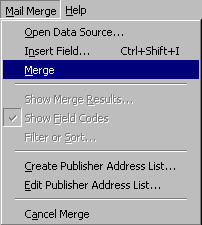 Mail Merge Help
Open Data Source...
Insert Field... Ctrl+Shift+I
Merge
Show Merge Results...
Show Field Codes
Filter or Sort...
Create Publisher Address List...
Edit Publisher Address List...
Cancel Merge